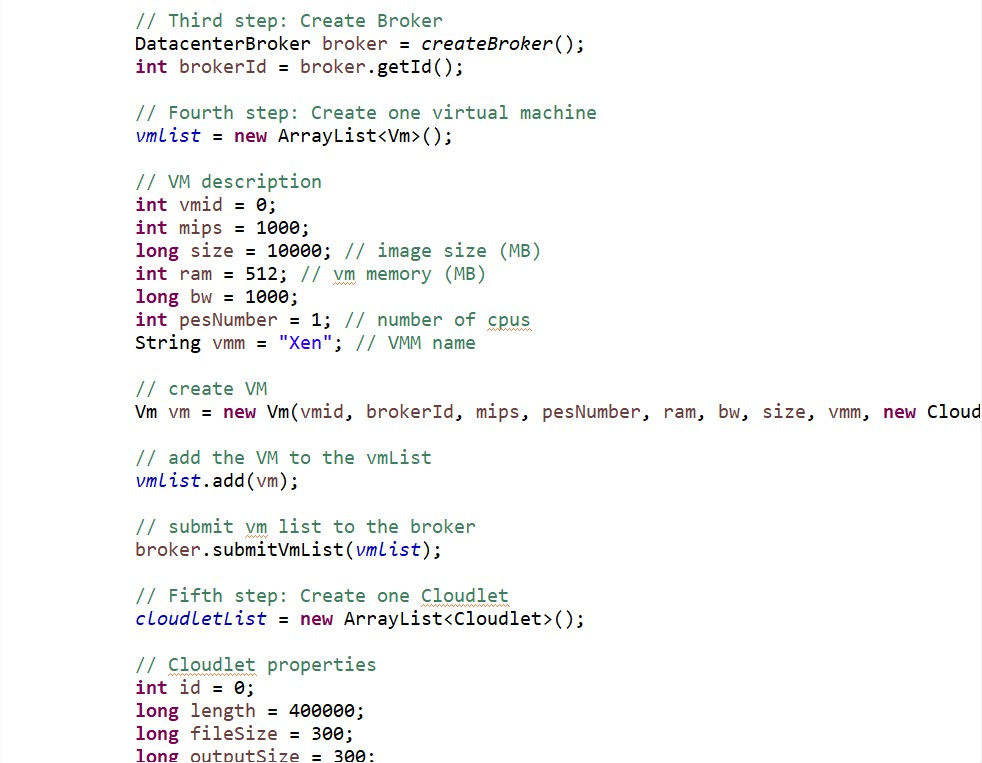 // Third step: Create Broker
DatacenterBroker broker = createBroker();
int brokerId = broker.getId();
// Fourth step: Create one virtual machine
vmlist = new ArrayList<Vm>();
// VM description
int vmid = 0;
int mips = 1000;
long size = 10000; // image size (MB)
int ram = 512; // vm memory (MB)
long bw = 1000;
int pesNumber = 1; // number of cpus
String vmm = "Xen"; // VMM name
// create VM
Vm vm = new Vm(vmid, brokerId, mips, pesNumber, ram, bw, size, vmm, new Cloud
// add the VM to the vmList
vmlist.add(vm);
// submit vm list to the broker
broker.submitVmList(vmlist);
// Fifth step: Create one Cloudlet
cloudletList = new ArrayList<Cloudlet>();
// Cloudlet properties
int id = 0;
long length = 400000;
long fileSize = 300;
long outputSize = 300;